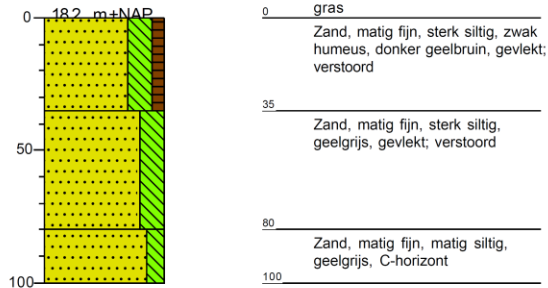 18.2 m+NAP
0
50
100
0 gras
Zand, matig fijn, sterk siltig, zwak
humeus, donker geelbruin, gevlekt;
verstoord
35
Zand, matig fijn, sterk siltig,
geelgrijs, gevlekt; verstoord
80
Zand, matig fijn, matig siltig,
geelgrijs, C-horizont
100